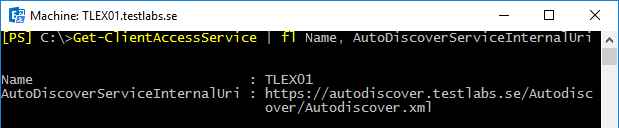 Machine: TLEX01.testlabs.se
[PS] C:\>Get-ClientAccessService | fl Name, AutoDiscoverServiceInternalUri
Name : TLEX01
AutoDiscoverServiceInternalUri : https://autodiscover.testlabs.se/Autodisc
over/Autodiscover.xml